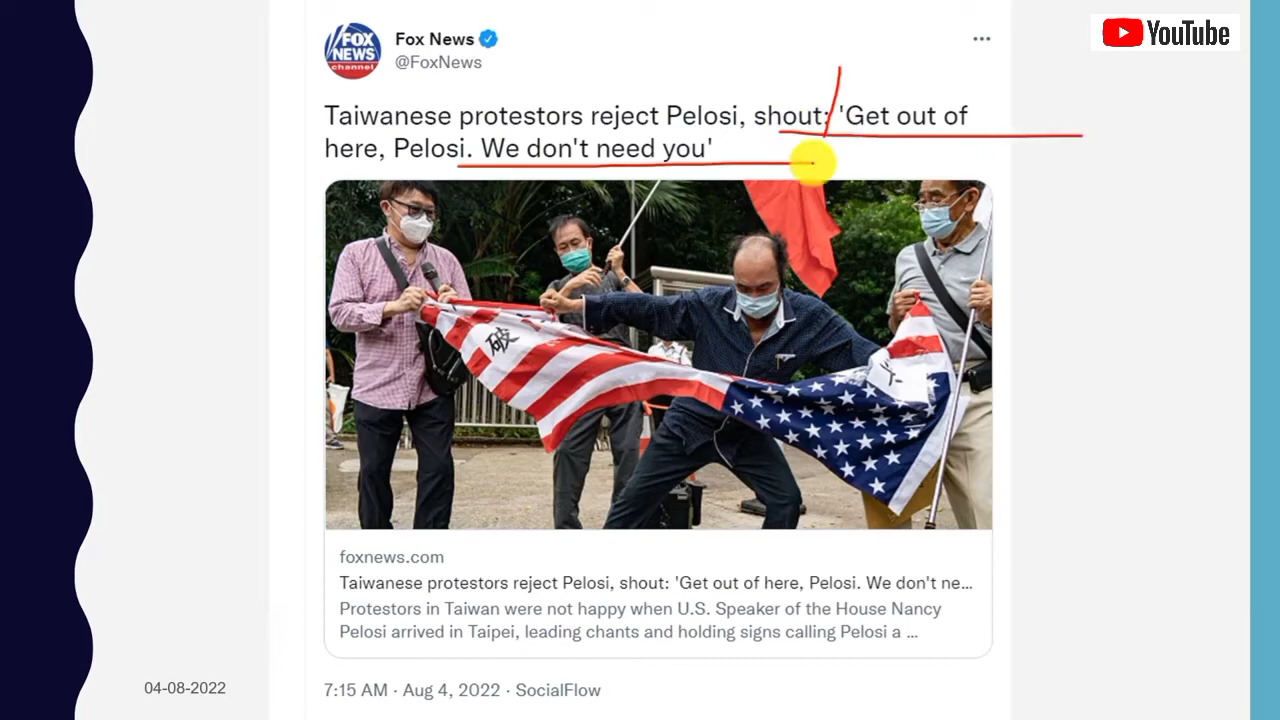 YouTube
FOX
NEWS
channel
Fox News
@FoxNews
Taiwanese protestors reject Pelosi, shout: 'Get out of
here, Pelosi. We don't need you'
破
foxnews.com
Taiwanese protestors reject Pelosi, shout: 'Get out of here, Pelosi. We don't ne...
Protestors in Taiwan were not happy when U.S. Speaker of the House Nancy
Pelosi arrived in Taipei, leading chants and holding signs calling Pelosi a ...
04-08-2022
7:15 AM · Aug 4, 2022 · SocialFlow